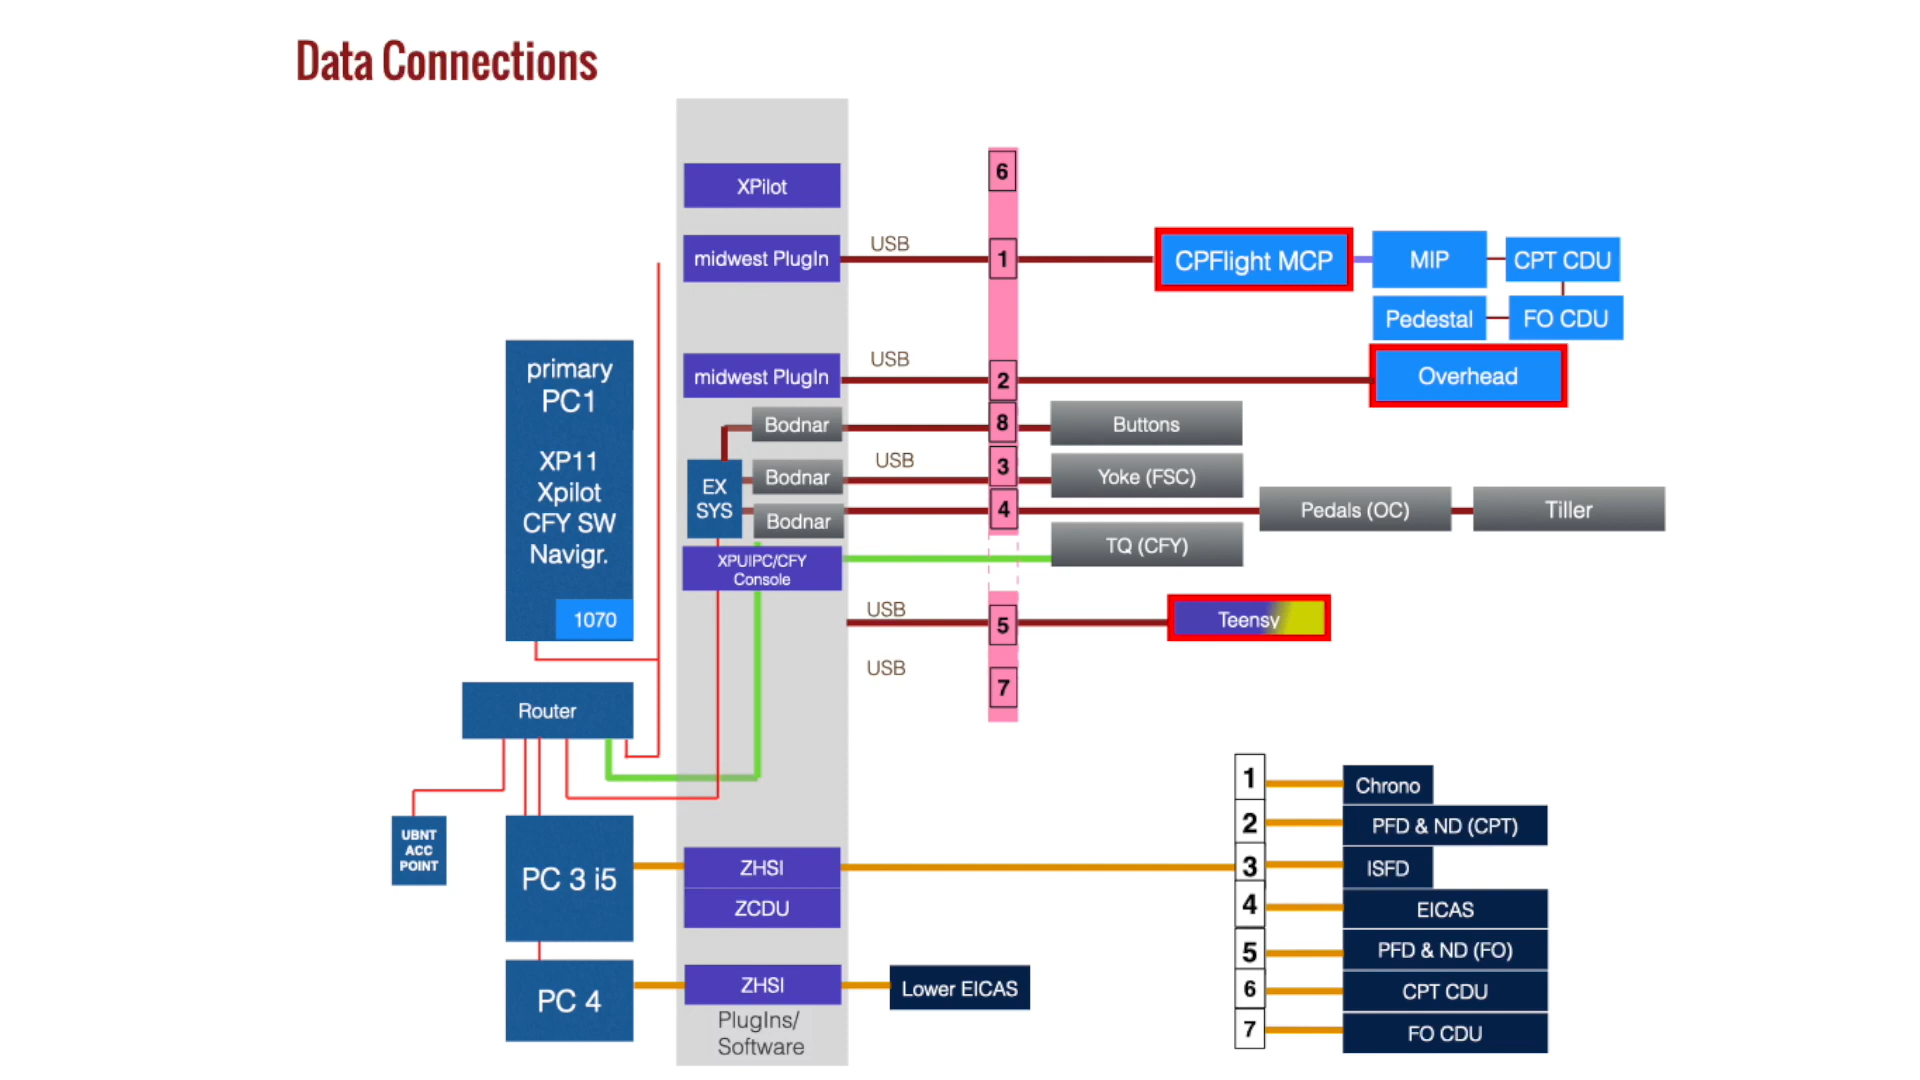 Data Connections
XPilot
6
midwest PlugIn
USB
1
CPFlight MCP
MIP
CPT CDU
Pedestal
FO CDU
midwest PlugIn
USB
2
Overhead
primary
PC1
XP11
Xpilot
CFY SW
Navigr.
1070
Bodnar
8
Buttons
EX
SYS
Bodnar
USB
3
Yoke (FSC)
Bodnar
4
Pedals (OC)
Tiller
XPUIPC/CFY
Console
TQ (CFY)
USB
5
Teensy
USB
7
Router
UBNT
ACC
POINT
PC 3 i5
ZHSI
ZCDU
PC 4
ZHSI
Lower EICAS
PlugIns/
Software
1
Chrono
2
PFD & ND (CPT)
3
ISFD
4
EICAS
5
PFD & ND (FO)
6
CPT CDU
7
FO CDU